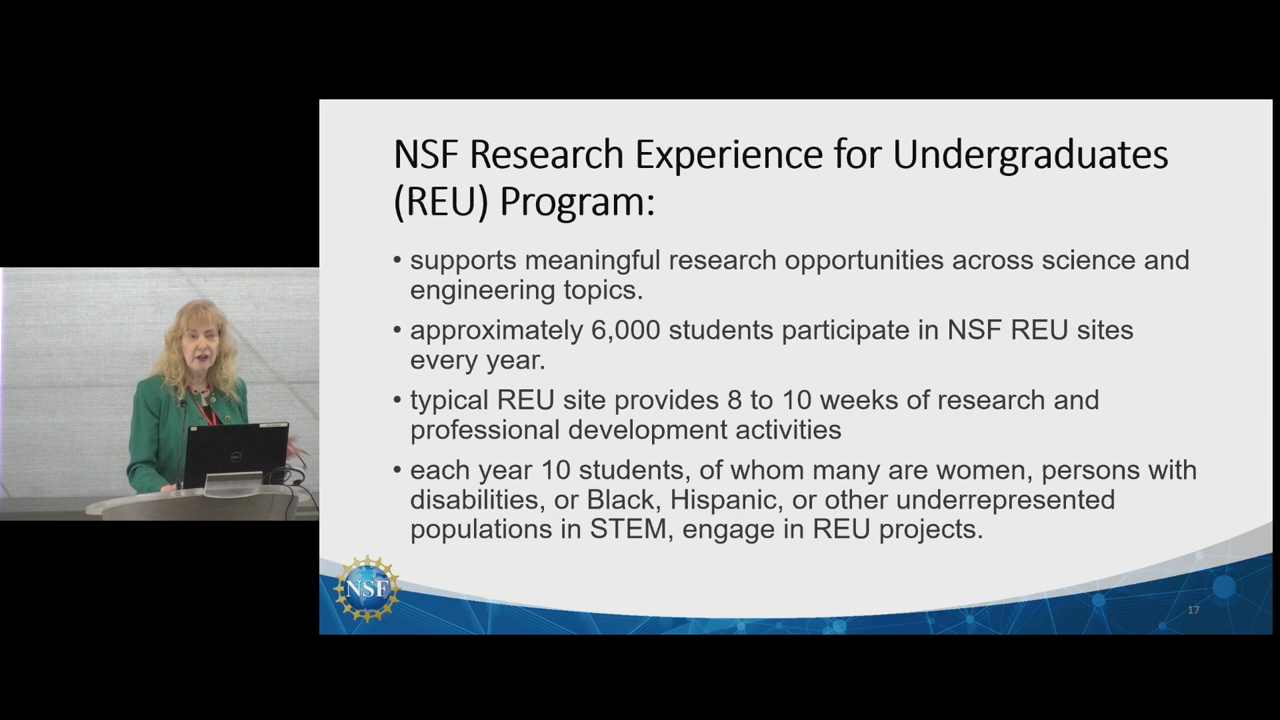 NSF Research Experience for Undergraduates
(REU) Program:
• supports meaningful research opportunities across science and
engineering topics.
• approximately 6,000 students participate in NSF REU sites
every year.
• typical REU site provides 8 to 10 weeks of research and
professional development activities
• each year 10 students, of whom many are women, persons with
disabilities, or Black, Hispanic, or other underrepresented
populations in STEM, engage in REU projects.
NSF
17